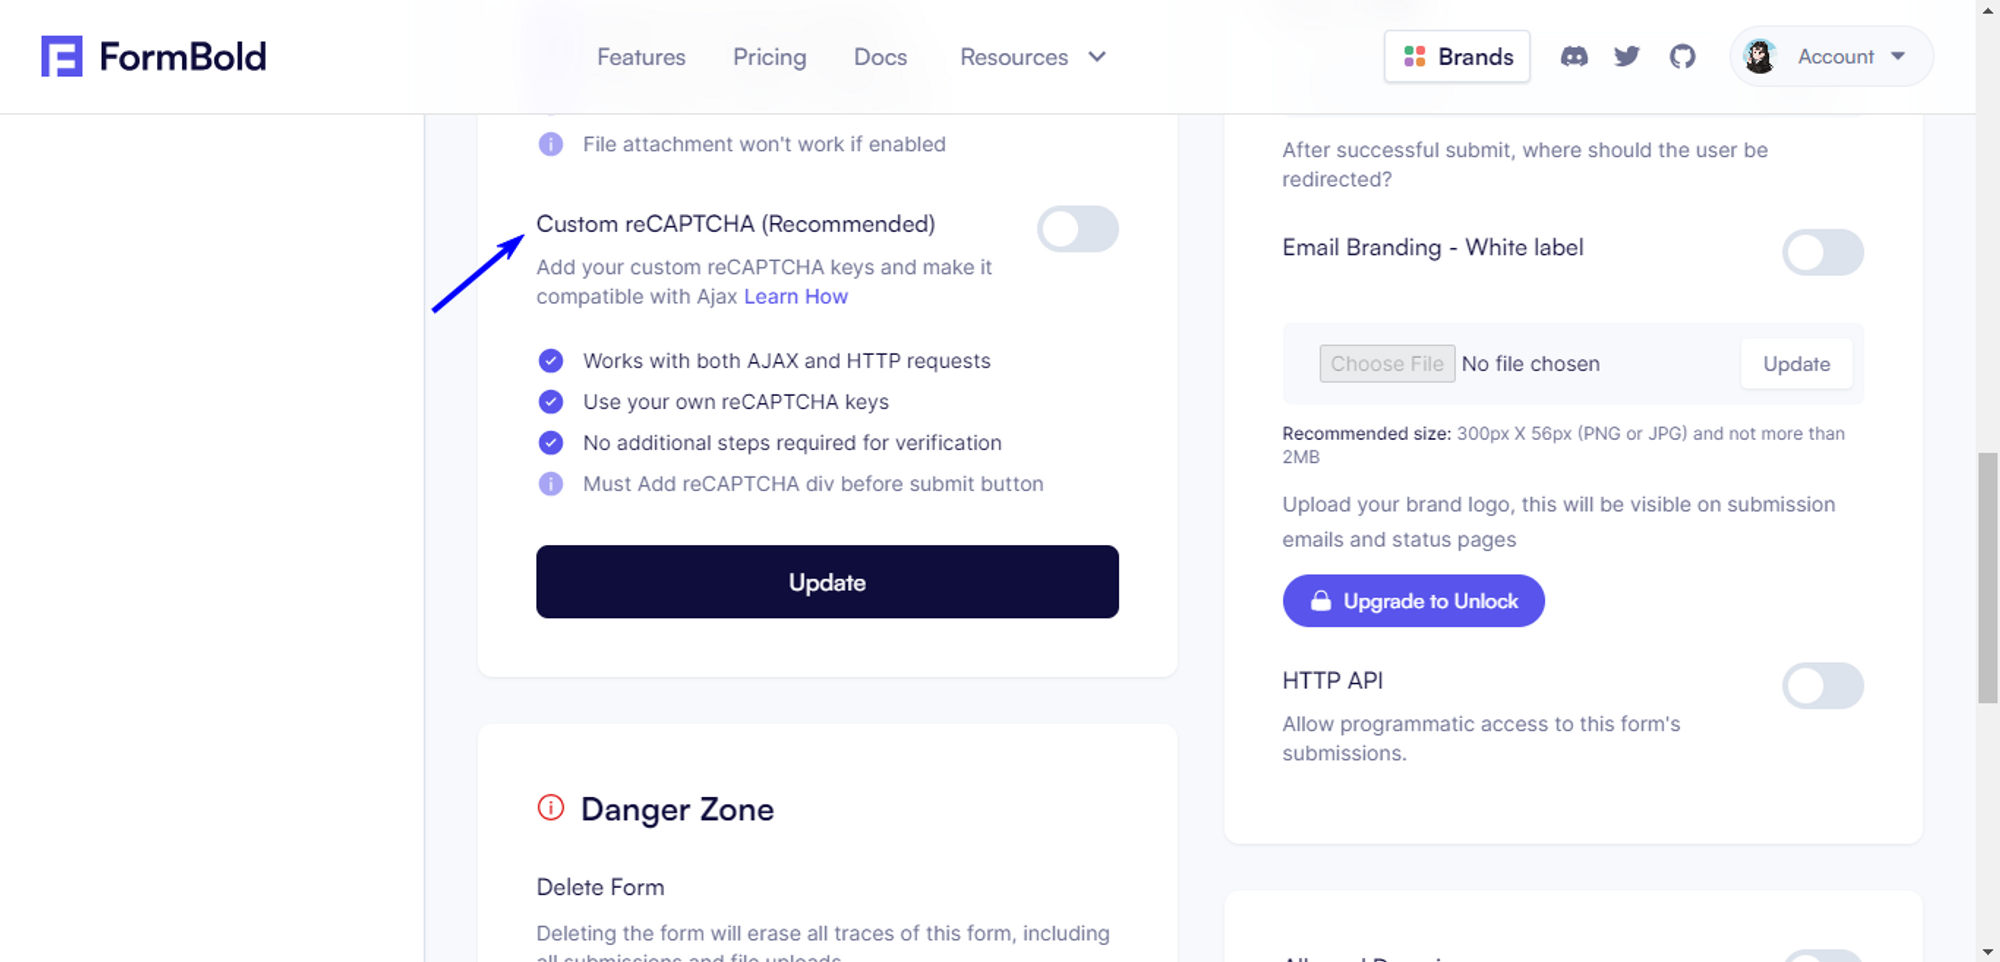 FormBold
Features
Pricing
Docs
Resources
Brands
Account
File attachment won't work if enabled
Custom reCAPTCHA (Recommended)
Add your custom reCAPTCHA keys and make it
compatible with Ajax Learn How
Works with both AJAX and HTTP requests
Use your own reCAPTCHA keys
No additional steps required for verification
Must Add reCAPTCHA div before submit button
Update
Danger Zone
Delete Form
Deleting the form will erase all traces of this form, including
all submissions and file uploads
After successful submit, where should the user be
redirected?
Email Branding - White label
Choose File No file chosen
Update
Recommended size: 300px X 56px (PNG or JPG) and not more than
2MB
Upload your brand logo, this will be visible on submission
emails and status pages
Upgrade to Unlock
HTTP API
Allow programmatic access to this form's
submissions.